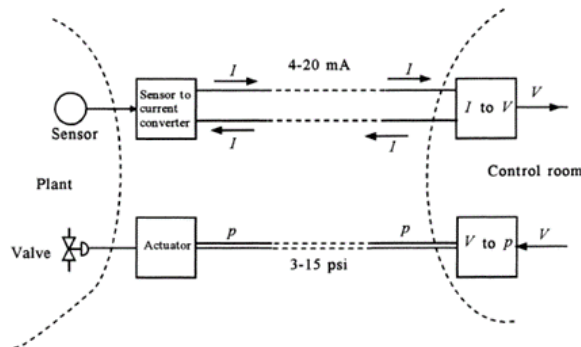 I
4-20 mA
I
Sensor to
current
converter
I to V
V
Sensor
I
I
Plant
Control room
Valve
Actuator
p
p
V to p
V
3-15 psi